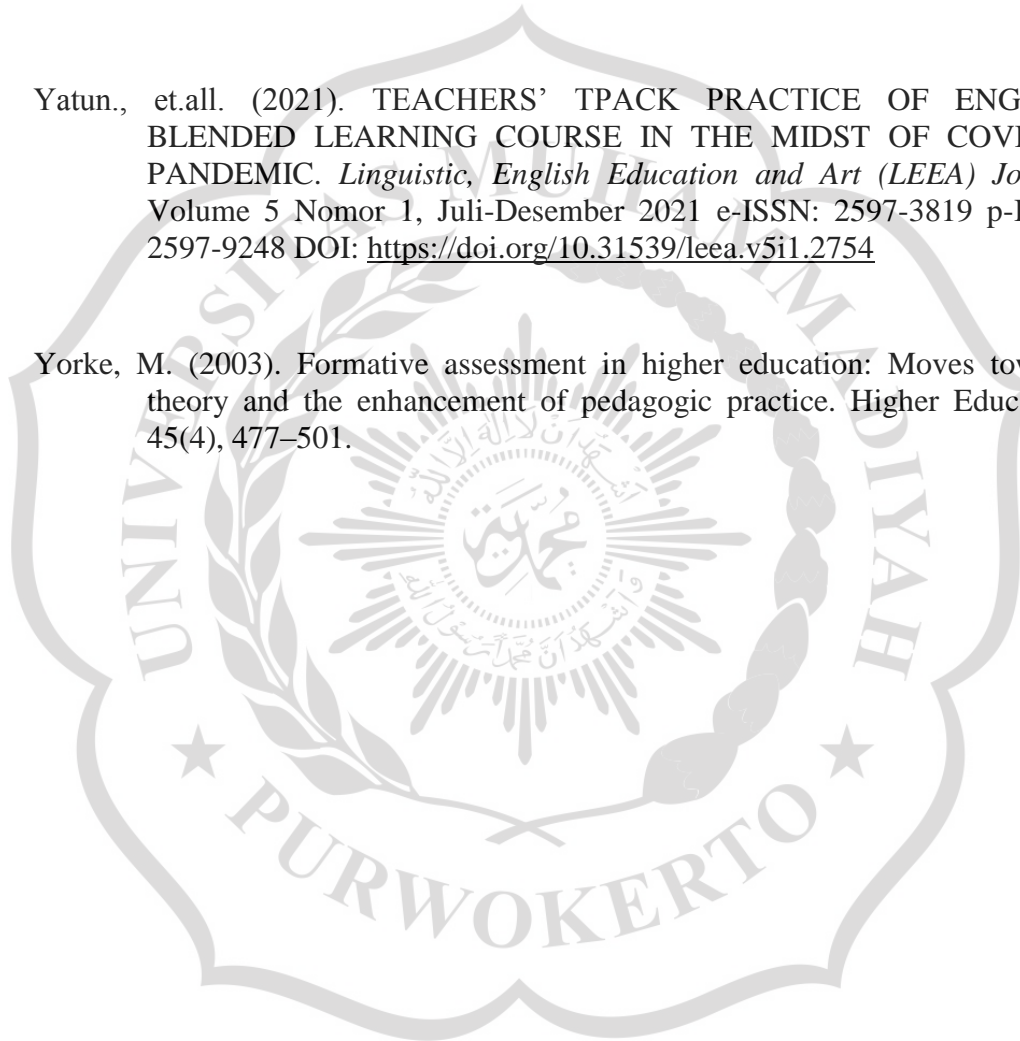 Yatun., et.all. (2021). TEACHERS’ TPACK PRACTICE OF ENG
BLENDED LEARNING COURSE IN THE MIDST OF COVI
PANDEMIC. Linguistic, English Education and Art (LEEA) Jo
Volume 5 Nomor 1, Juli-Desember 2021 e-ISSN: 2597-3819 p-I
2597-9248 DOI: https://doi.org/10.31539/leea.v5i1.2754
Yorke, M. (2003). Formative assessment in higher education: Moves tov
theory and the enhancement of pedagogic practice. Higher Educ
45(4), 477–501.
UNIVERSITAS MUHAMMADIYAH
PURWOKERTO